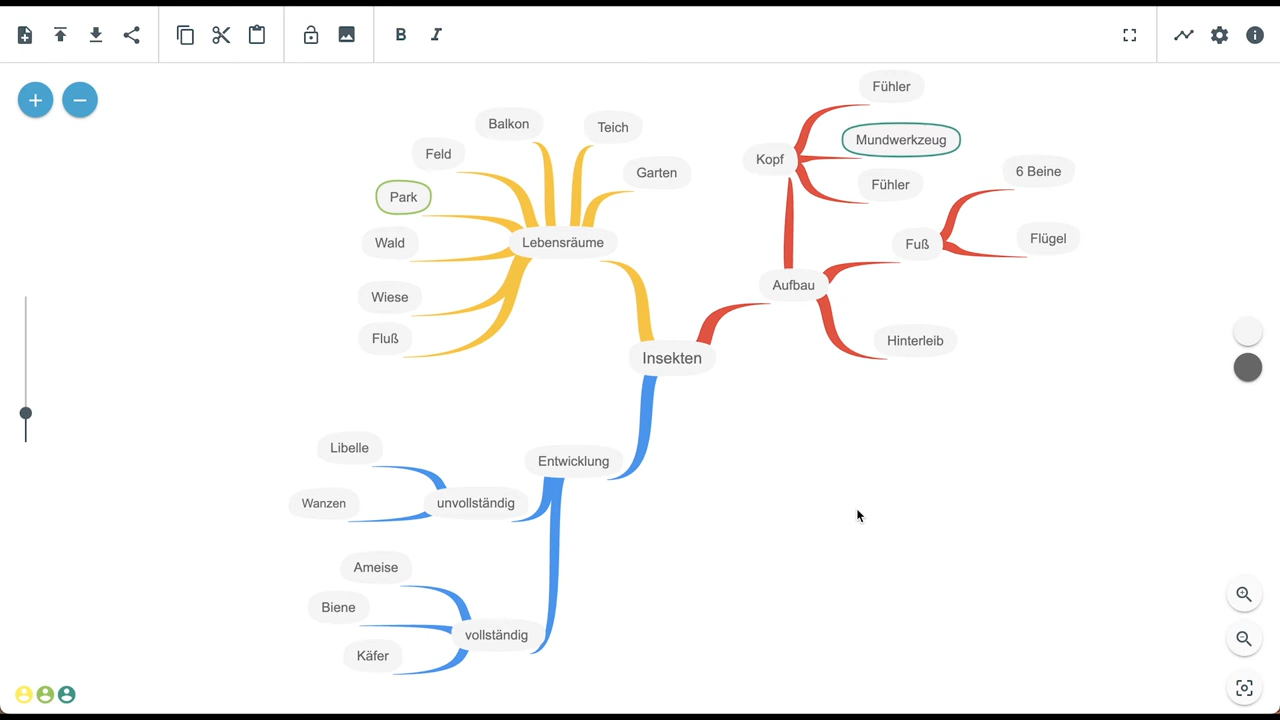 B I
Fühler
Balkon
Teich
Mundwerkzeug
Feld
Kopf
Garten
6 Beine
Fühler
Park
Flügel
Wald
Lebensräume
Fuß
Aufbau
Wiese
Fluß
Hinterleib
Insekten
Libelle
Entwicklung
Wanzen
unvollständig
Ameise
Biene
vollständig
Käfer